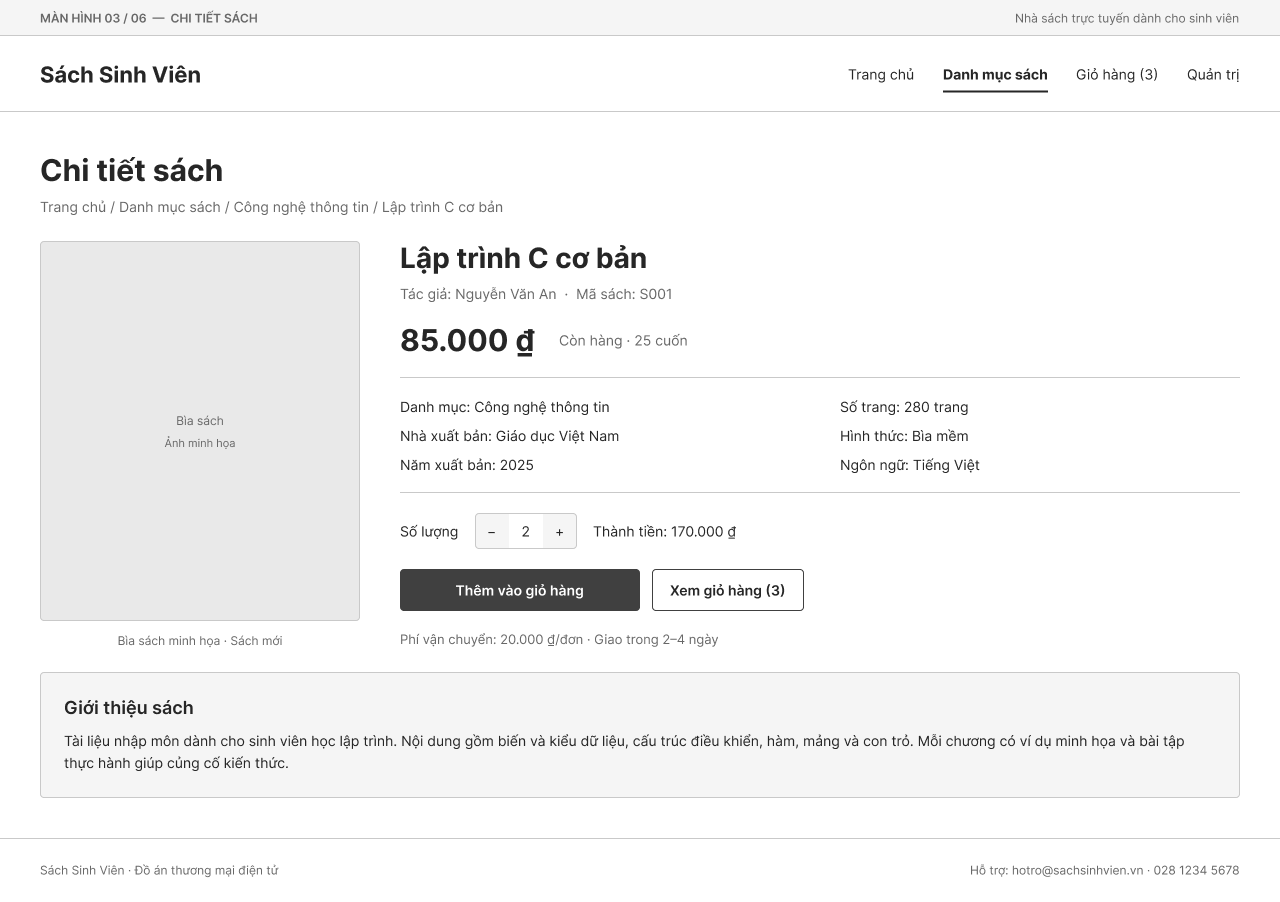 MÀN HÌNH 03 / 06 — CHI TIẾT SÁCH
Nhà sách trực tuyến dành cho sinh viên
Sách Sinh Viên
Trang chủ
Danh mục sách
Giỏ hàng (3)
Quản trị
Chi tiết sách
Trang chủ / Danh mục sách / Công nghệ thông tin / Lập trình C cơ bản
Bìa sách
Ảnh minh họa
Bìa sách minh họa · Sách mới
Lập trình C cơ bản
Tác giả: Nguyễn Văn An · Mã sách: S001
85.000 ₫
Còn hàng · 25 cuốn
Danh mục: Công nghệ thông tin
Số trang: 280 trang
Nhà xuất bản: Giáo dục Việt Nam
Hình thức: Bìa mềm
Năm xuất bản: 2025
Ngôn ngữ: Tiếng Việt
Số lượng
− 2 +
Thành tiền: 170.000 ₫
Thêm vào giỏ hàng
Xem giỏ hàng (3)
Phí vận chuyển: 20.000 ₫/đơn · Giao trong 2–4 ngày
Giới thiệu sách
Tài liệu nhập môn dành cho sinh viên học lập trình. Nội dung gồm biến và kiểu dữ liệu, cấu trúc điều khiển, hàm, mảng và con trỏ. Mỗi chương có ví dụ minh họa và bài tập
thực hành giúp củng cố kiến thức.
Sách Sinh Viên · Đồ án thương mại điện tử
Hỗ trợ: hotro@sachsinhvien.vn · 028 1234 5678